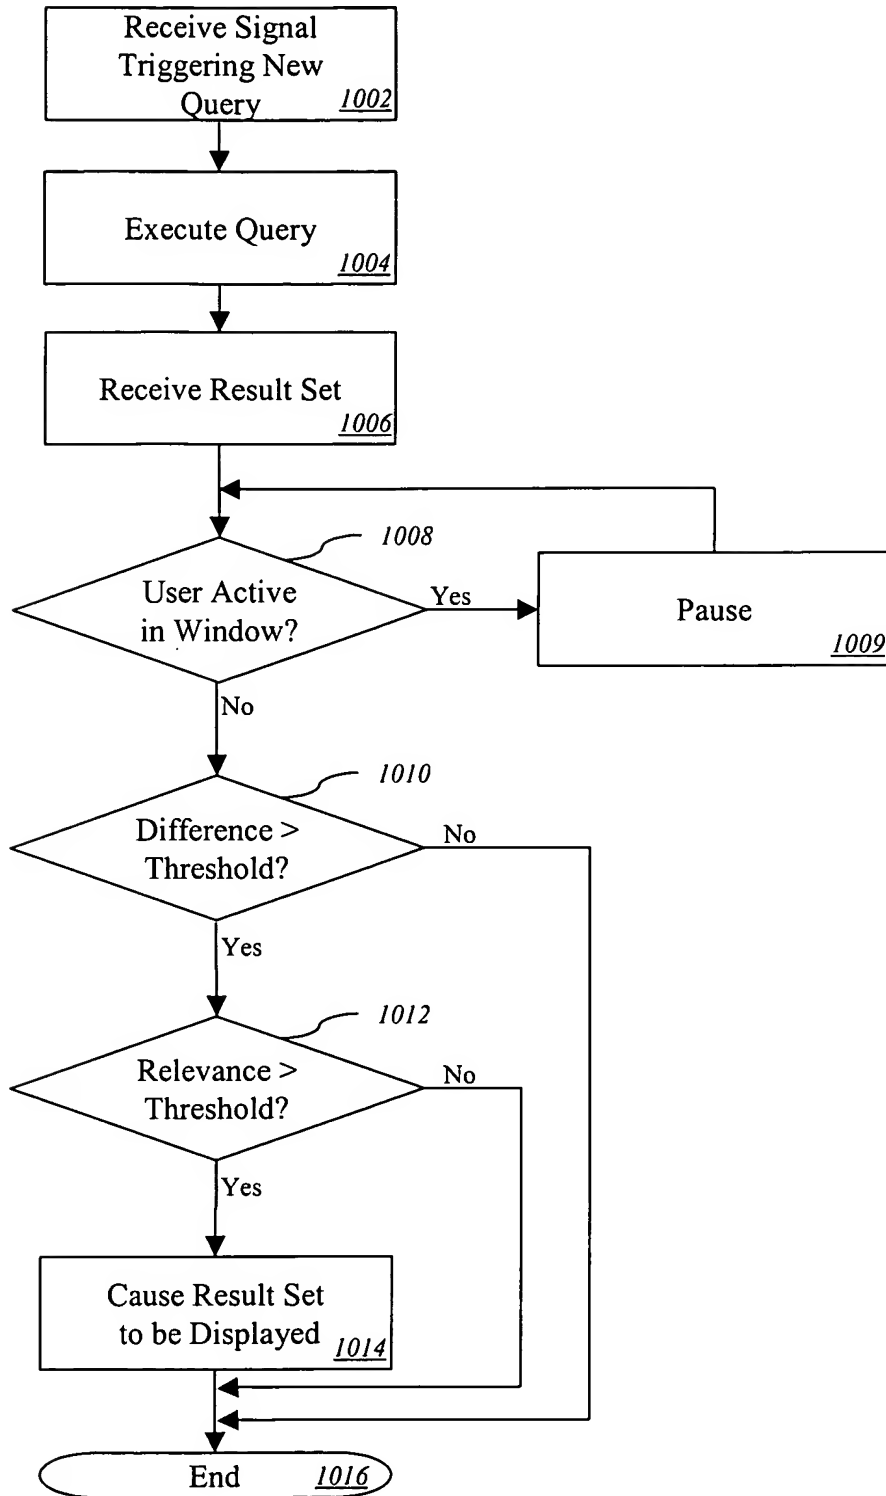 Receive Signal
Triggering New
Query 1002
Execute Query
1004
Receive Result Set
1006
1008
User Active
in Window?
Yes
Pause
1009
No
1010
Difference >
Threshold?
No
Yes
1012
Relevance >
Threshold?
No
Yes
Cause Result Set
to be Displayed
1014
End 1016